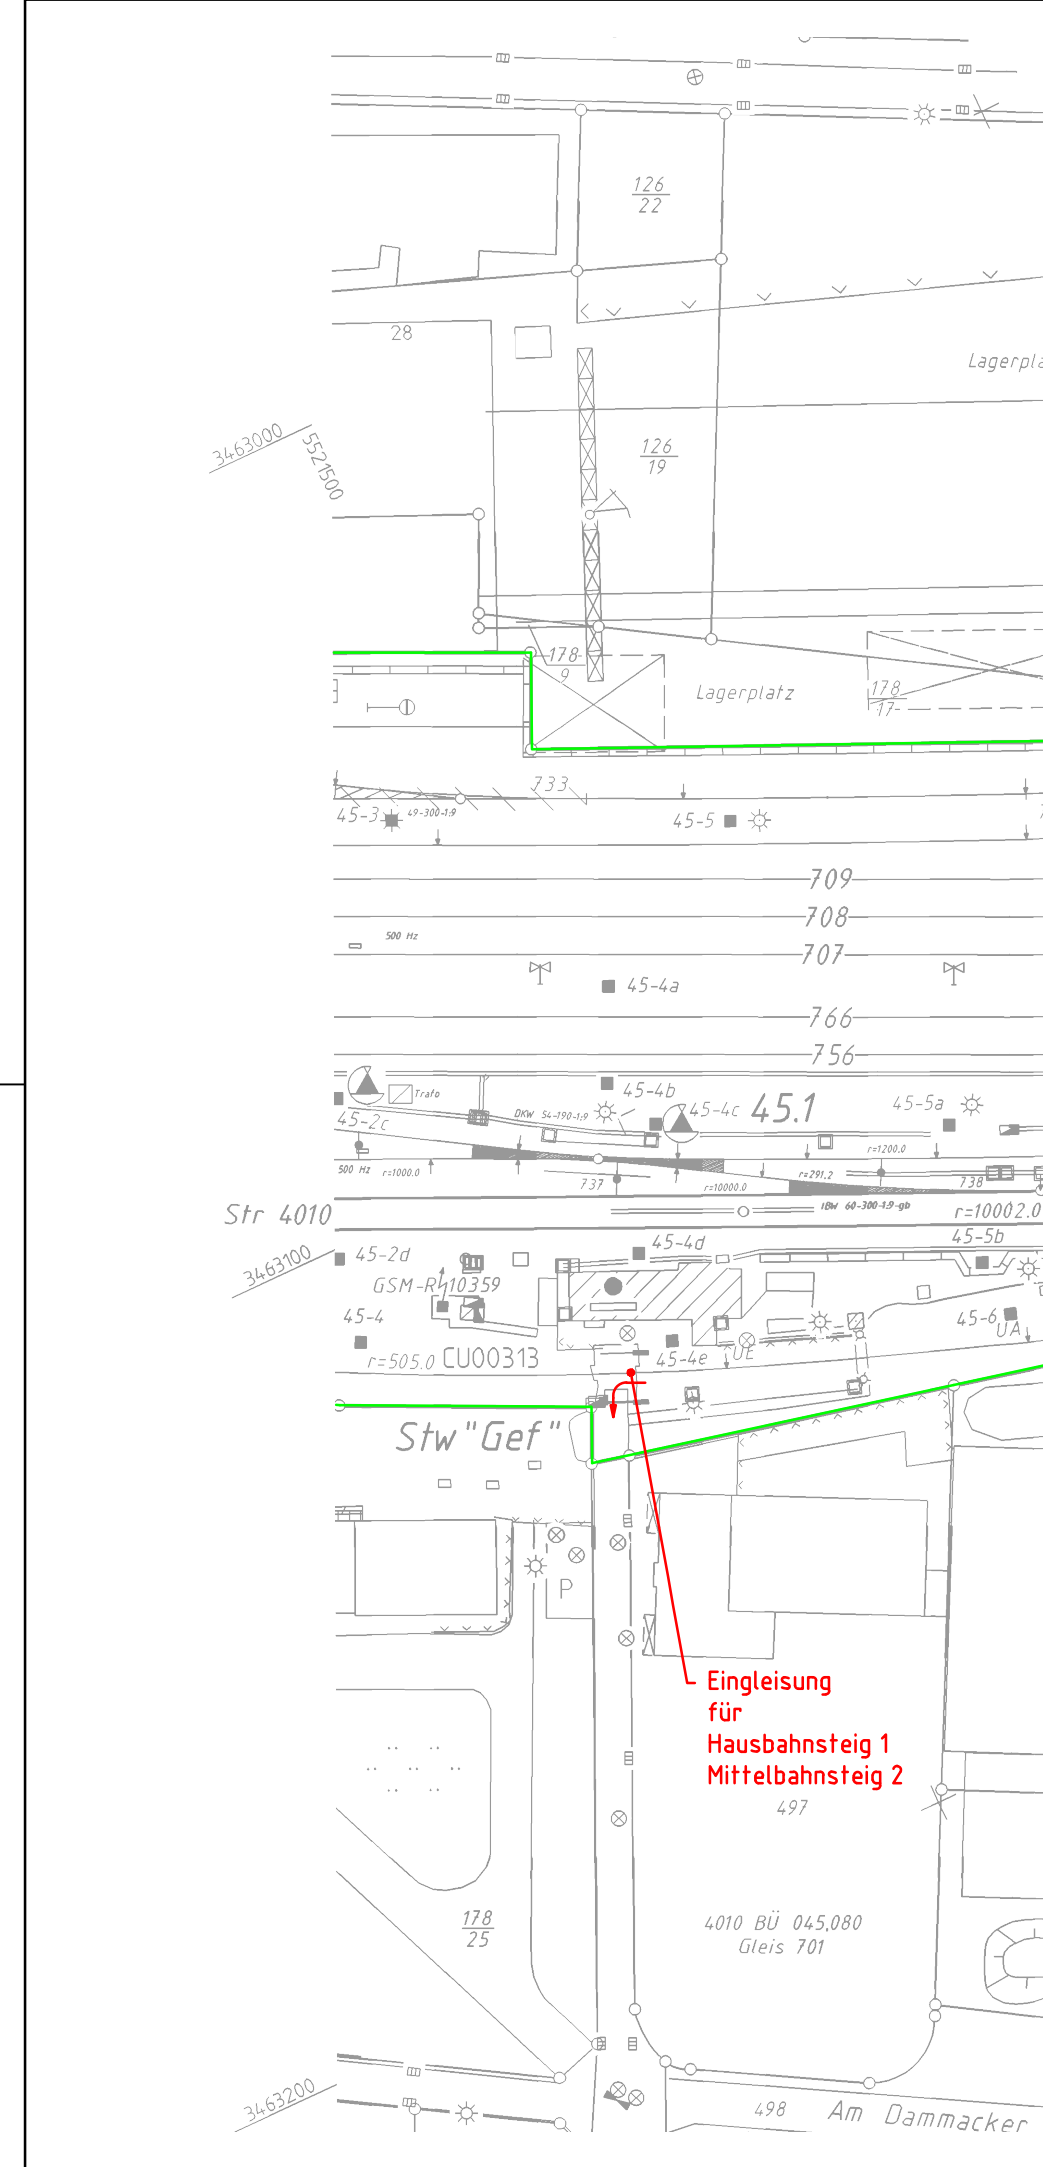 126
22
28
Lagerpla
3463000
5521500
126
19
178
9
Lagerplatz
178
17
733
45-3
49-300-1:9
45-5
709
708
500 Hz
707
45-4a
766
756
Trafo
45-4b
45-2c
DKW 54-190-1:9
45-4c
45.1
45-5a
500 Hz
r=1000.0
737
r=10000.0
r=291.2
r=1200.0
738
Str 4010
IBW 60-300-1:9-gb
r=10002.0
3463100
45-2d
45-4d
45-5b
GSM-R 10359
45-4
45-6
UA
r=505.0
CU00313
45-4e
UE
Stw "Gef"
P
Eingleisung
für
Hausbahnsteig 1
Mittelbahnsteig 2
497
178
25
4010 BÜ 045,080
Gleis 701
3463200
498
Am Dammacker